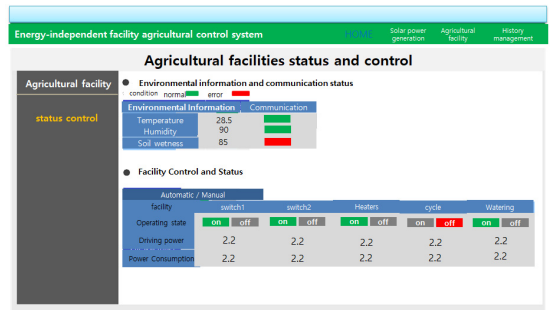 Energy-independent facility agricultural control system
HOME
Solar power generation
Agricultural facility
History management
Agricultural facilities status and control
Agricultural facility
status control
Environmental information and communication status
condition normal error
Environmental Information Communication
Temperature 28.5
Humidity 90
Soil wetness 85
Facility Control and Status
Automatic / Manual
facility switch1 switch2 Heaters cycle Watering
Operating state on off on off on off on off on off
Driving power 2.2 2.2 2.2 2.2 2.2
Power Consumption 2.2 2.2 2.2 2.2 2.2